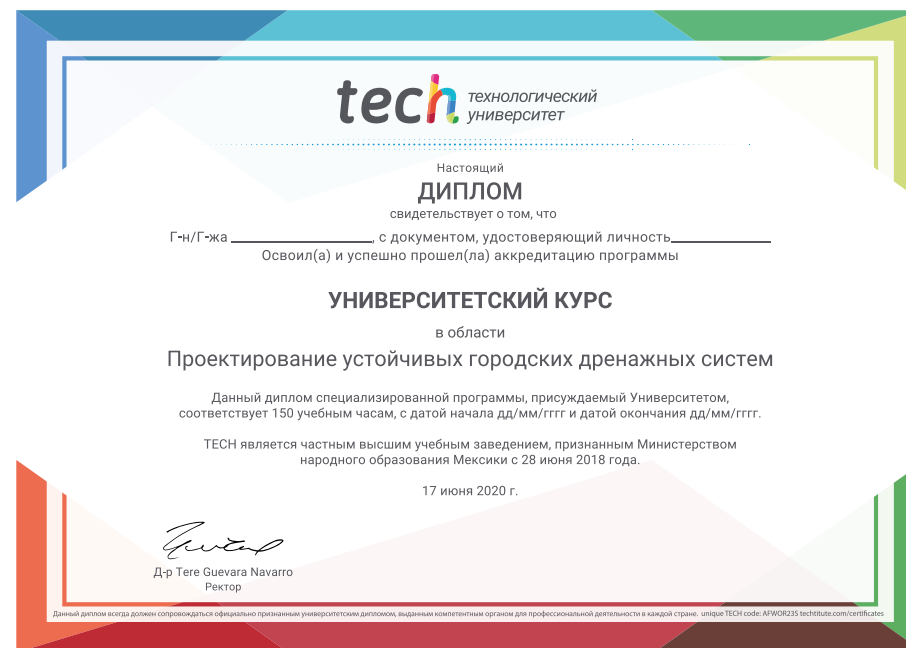 tech технологический
университет
Настоящий
ДИПЛОМ
свидетельствует о том, что
Г-н/Г-жа ____________________, с документом, удостоверяющий личность______________
Освоил(а) и успешно прошел(ла) аккредитацию программы
УНИВЕРСИТЕТСКИЙ КУРС
в области
Проектирование устойчивых городских дренажных систем
Данный диплом специализированной программы, присуждаемый Университетом,
соответствует 150 учебным часам, с датой начала дд/мм/гггг и датой окончания дд/мм/гггг.
TECH является частным высшим учебным заведением, признанным Министерством
народного образования Мексики с 28 июня 2018 года.
17 июня 2020 г.
Д-р Tere Guevara Navarro
Ректор
Данный диплом всегда должен сопровождаться официально признанным университетским дипломом, выданным компетентным органом для профессиональной деятельности в каждой стране. unique TECH code: AFWOR23S techtitute.com/certificates